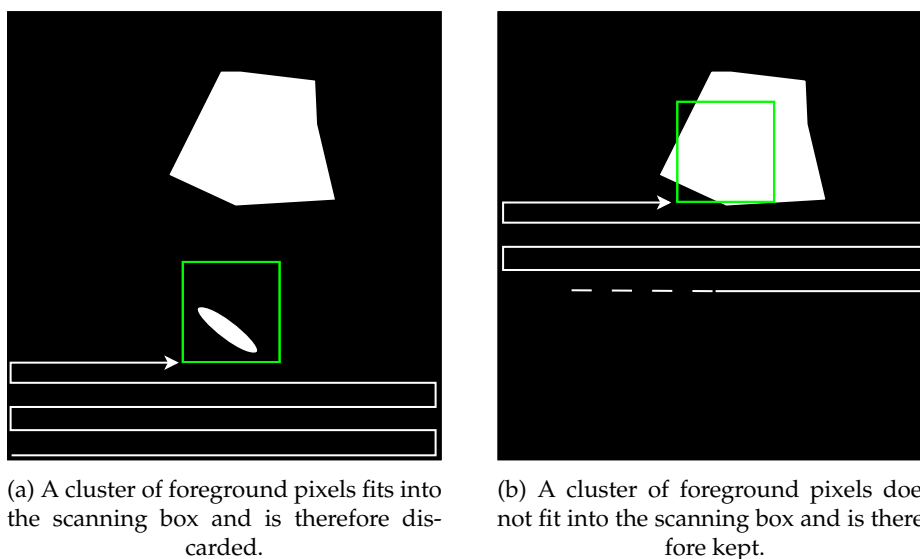 (a) A cluster of foreground pixels fits into
the scanning box and is therefore dis-
carded.
(b) A cluster of foreground pixels doe
not fit into the scanning box and is there
fore kept.